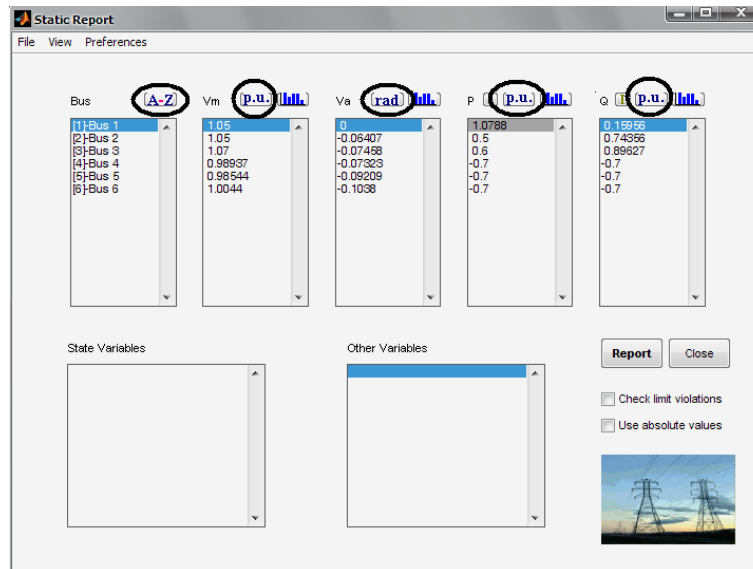 Static Report
File View Preferences
Bus [A-Z] Vm [p.u.] Va [rad] P [p.u.] Q [p.u.]
[1]-Bus 1 1.05 0 1.0788 0.15956
[2]-Bus 2 1.05 -0.06407 0.5 0.74356
[3]-Bus 3 1.07 -0.07458 0.6 0.89627
[4]-Bus 4 0.98937 -0.07323 -0.7 -0.7
[5]-Bus 5 0.98544 -0.09209 -0.7 -0.7
[6]-Bus 6 1.0044 -0.1038 -0.7 -0.7
State Variables Other Variables
Report Close
Check limit violations
Use absolute values